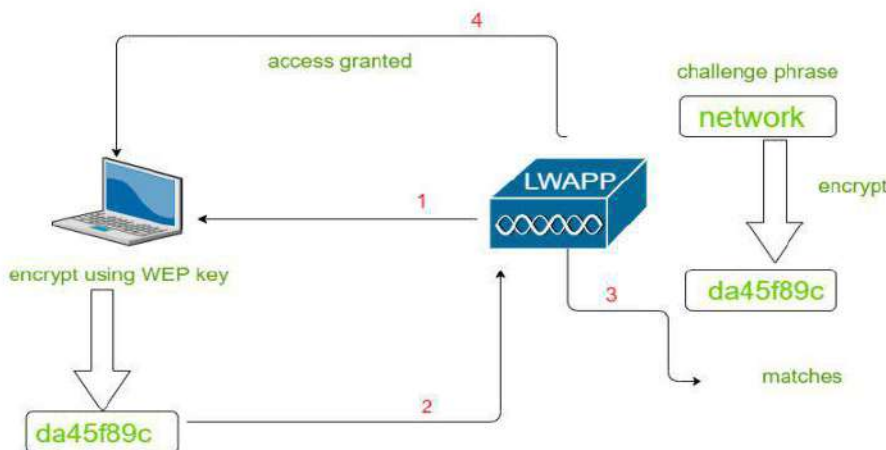 4
access granted
challenge phrase
network
LWAPP
encrypt
1
encrypt using WEP key
da45f89c
3
matches
2
da45f89c